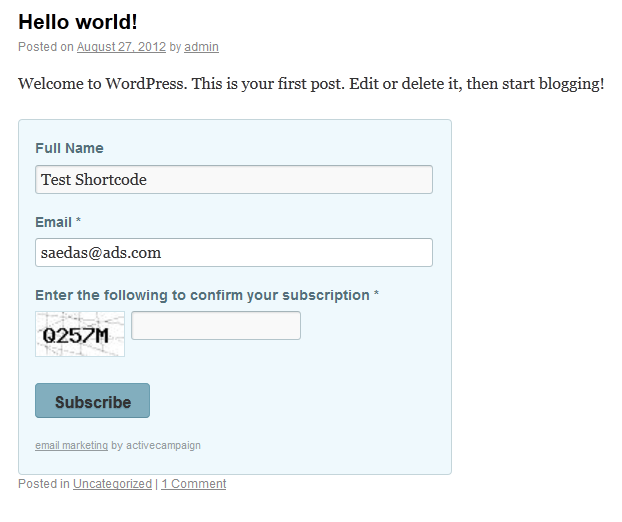 Hello world!
Posted on August 27, 2012 by admin
Welcome to WordPress. This is your first post. Edit or delete it, then start blogging!
Full Name
Test Shortcode
Email *
saedas@ads.com
Enter the following to confirm your subscription *
Q257M
Subscribe
email marketing by activecampaign
Posted in Uncategorized | 1 Comment